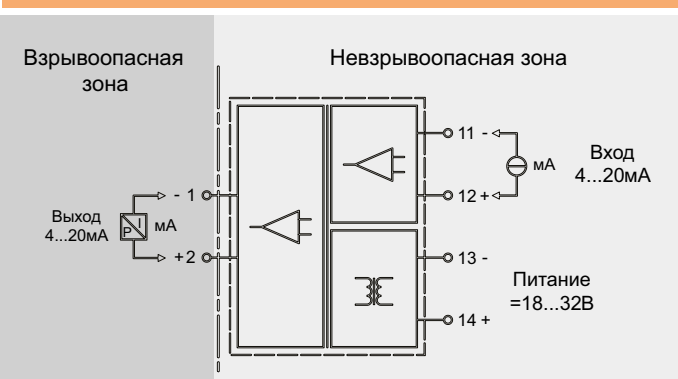 Взрывоопасная
зона
Невзрывоопасная зона
11 -
мА
Вход
4...20мА
12 +
- 1
Выход
4...20мА
P I
мА
+2
13 -
Питание
=18...32В
14 +